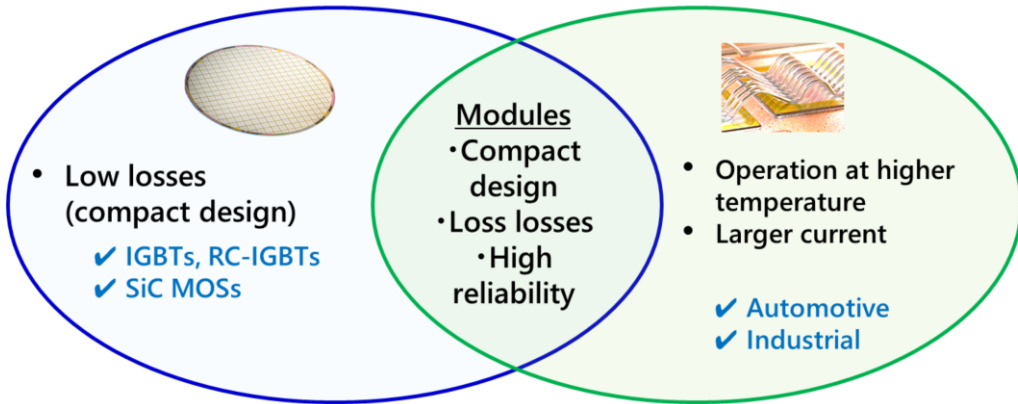 • Low losses
(compact design)
✔ IGBTs, RC-IGBTs
✔ SiC MOSs
Modules
・Compact
design
・Loss losses
・High
reliability
• Operation at higher
temperature
• Larger current
✔ Automotive
✔ Industrial